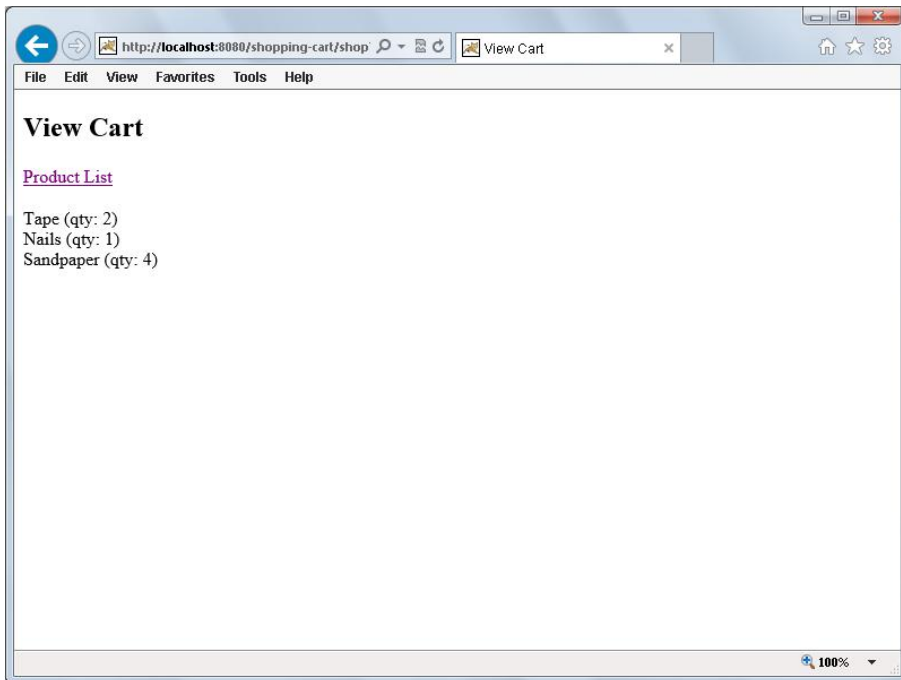 http://localhost:8080/shopping-cart/shop
View Cart
File Edit View Favorites Tools Help
View Cart
Product List
Tape (qty: 2)
Nails (qty: 1)
Sandpaper (qty: 4)
100%